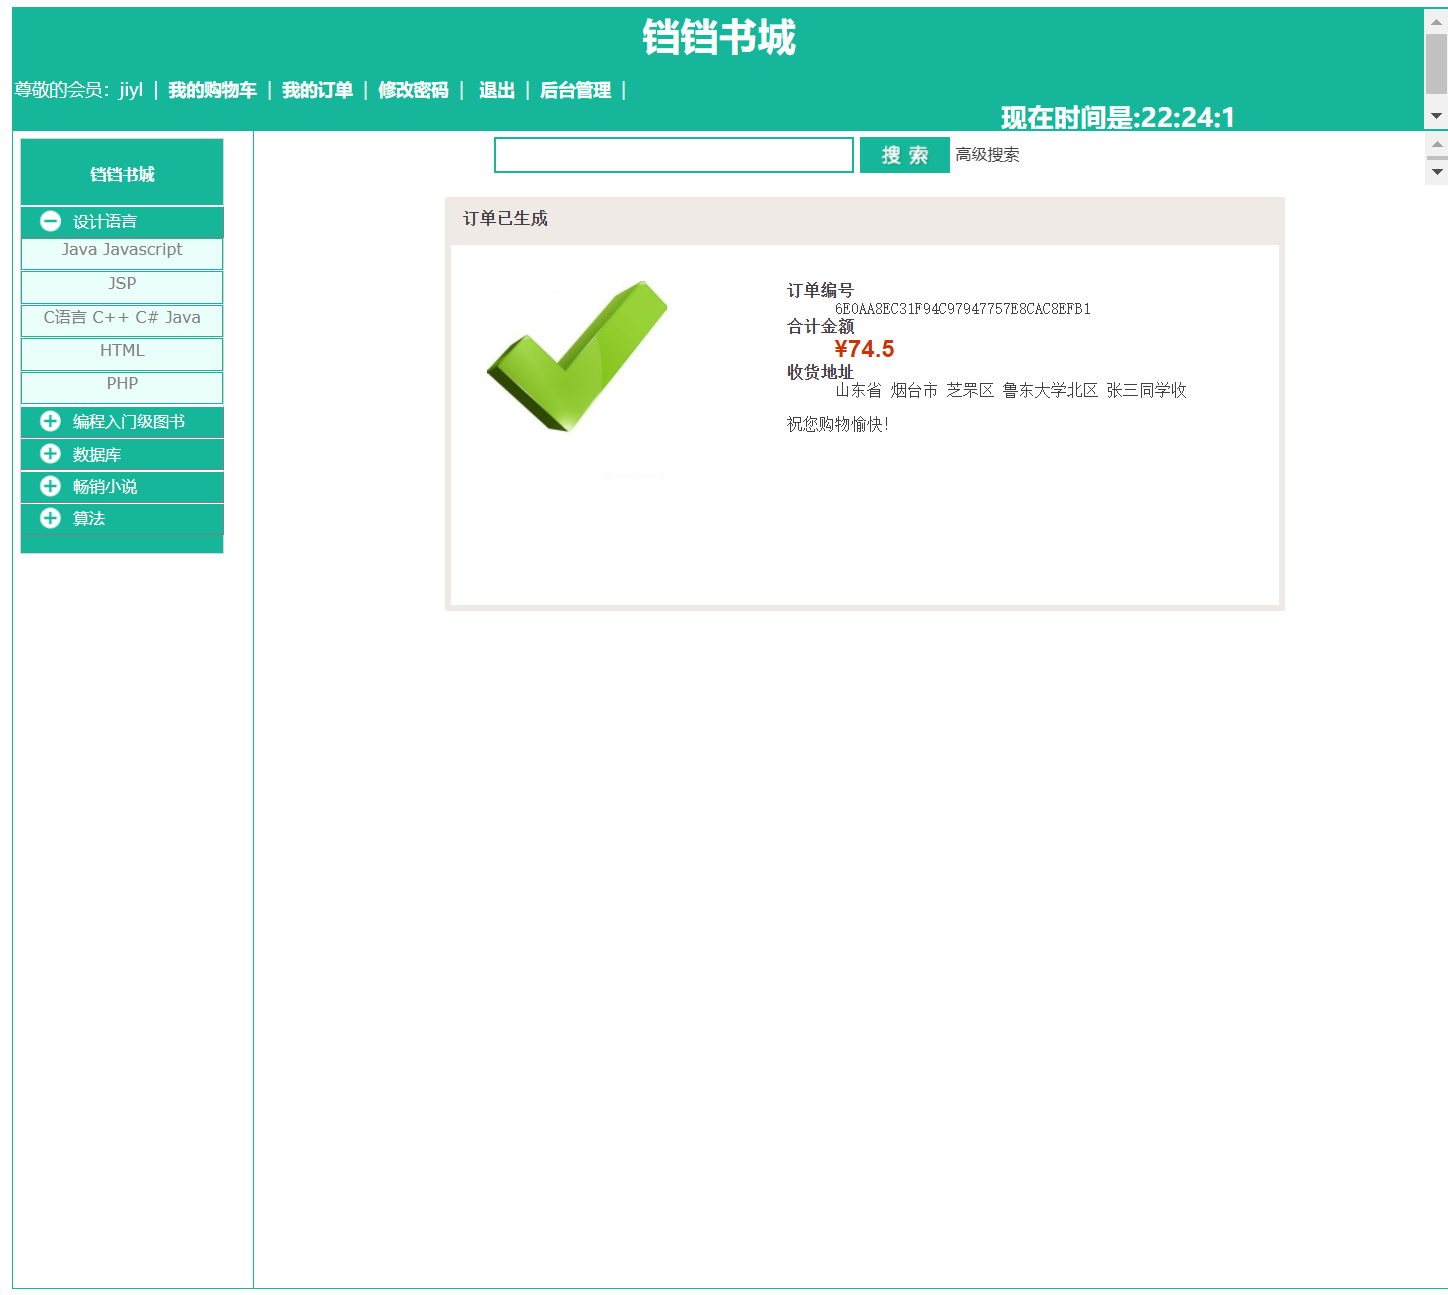 铛铛书城
尊敬的会员：jiyl | 我的购物车 | 我的订单 | 修改密码 | 退出 | 后台管理 |
现在时间是:22:24:1
搜 索 高级搜索
铛铛书城
设计语言
Java Javascript
JSP
C语言 C++ C# Java
HTML
PHP
编程入门级图书
数据库
畅销小说
算法
订单已生成
订单编号
6E0AA8EC31F94C97947757E8CAC8EFB1
合计金额
¥74.5
收货地址
山东省 烟台市 芝罘区 鲁东大学北区 张三同学收
祝您购物愉快!